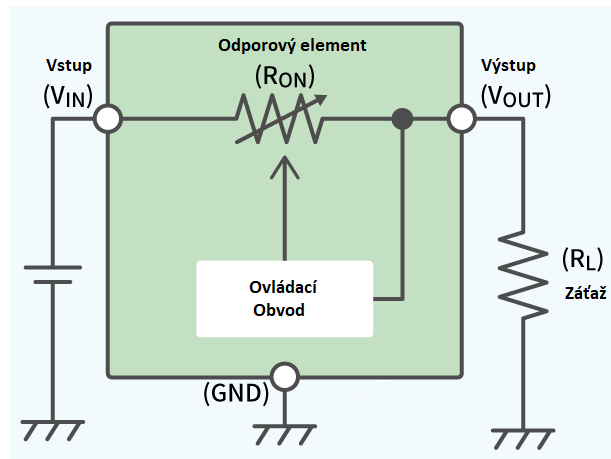 Odporový element
(RON)
Vstup
(VIN)
Výstup
(VOUT)
Ovládací
Obvod
(RL)
Záťaž
(GND)